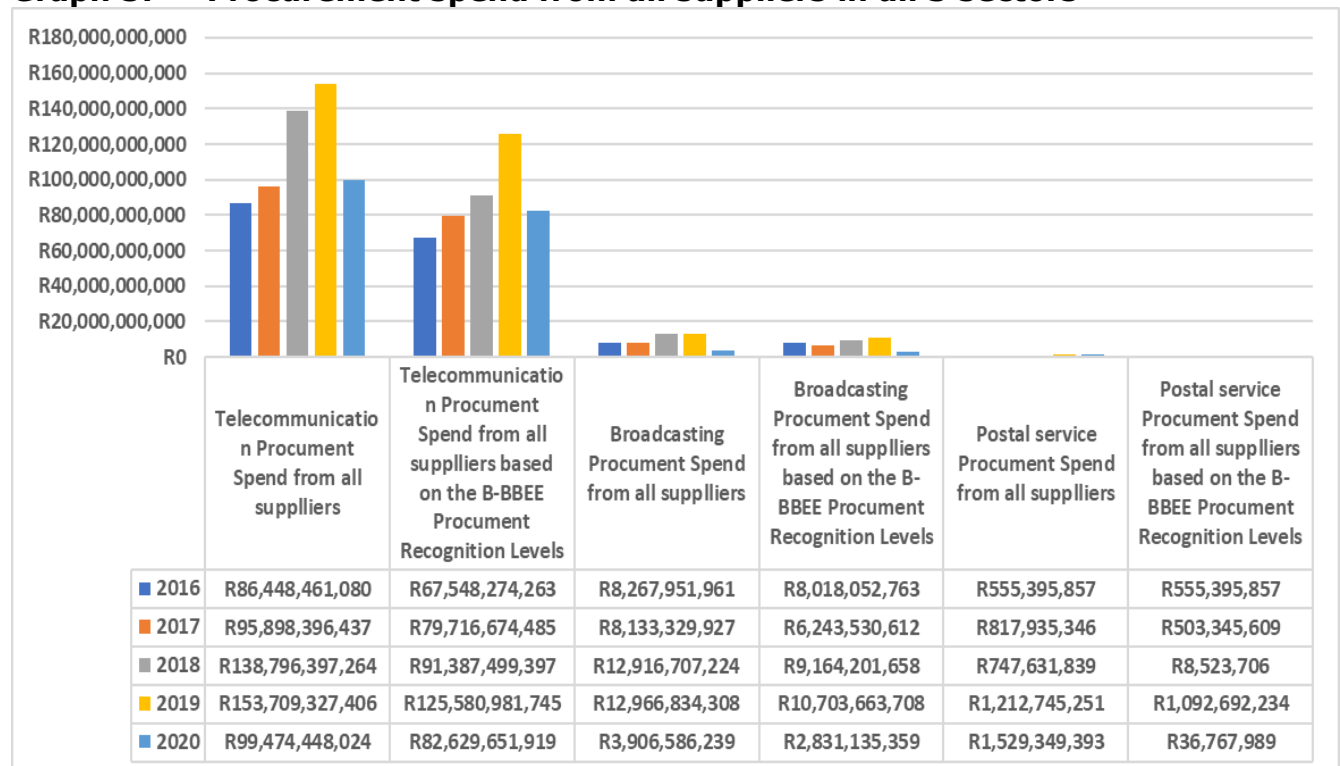 Graph Procurement Spend from all Suppliers in all Sectors
R180,000,000,000
R160,000,000,000
R140,000,000,000
R120,000,000,000
R100,000,000,000
R80,000,000,000
R60,000,000,000
R40,000,000,000
R20,000,000,000
R0
Telecommunicatio
n Procument
Spend from all
supplliers
Telecommunicatio
n Procument
Spend from all
supplliers based
on the B-BBEE
Procument
Recognition Levels
Broadcasting
Procument Spend
from all supplliers
Broadcasting
Procument Spend
from all supplliers
based on the B-
BBEE Procument
Recognition Levels
Postal service
Procument Spend
from all supplliers
Postal service
Procument Spend
from all supplliers
based on the B-
BBEE Procument
Recognition Levels
2016 R86,448,461,080 R67,548,274,263 R8,267,951,961 R8,018,052,763 R555,395,857 R555,395,857
2017 R95,898,396,437 R79,716,674,485 R8,133,329,927 R6,243,530,612 R817,935,346 R503,345,609
2018 R138,796,397,264 R91,387,499,397 R12,916,707,224 R9,164,201,658 R747,631,839 R8,523,706
2019 R153,709,327,406 R125,580,981,745 R12,966,834,308 R10,703,663,708 R1,212,745,251 R1,092,692,234
2020 R99,474,448,024 R82,629,651,919 R3,906,586,239 R2,831,135,359 R1,529,349,393 R36,767,989